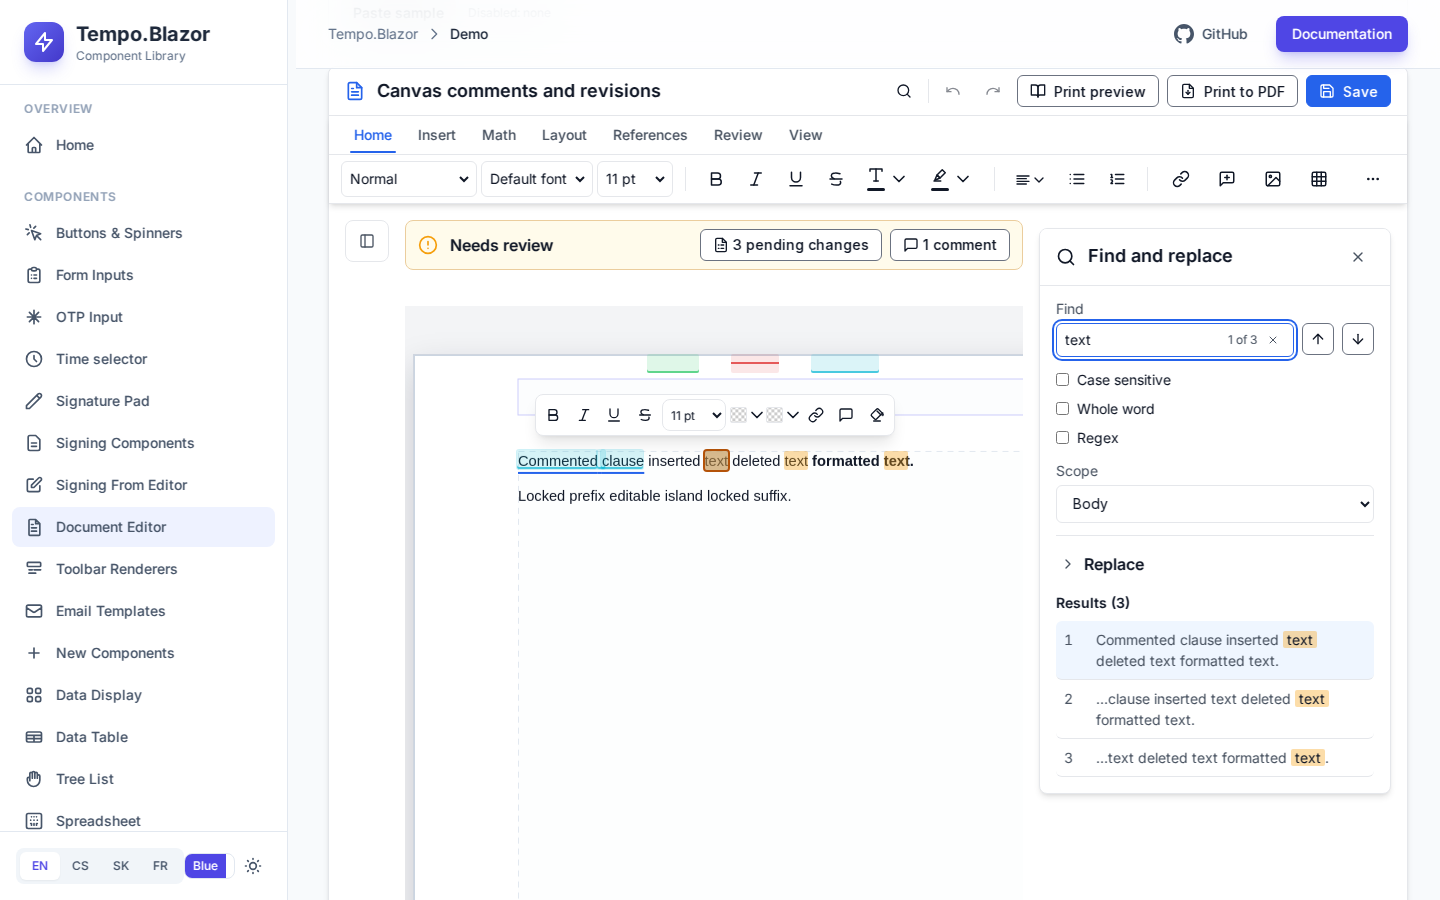 Tempo.Blazor
Component Library
OVERVIEW
Home
COMPONENTS
Buttons & Spinners
Form Inputs
OTP Input
Time selector
Signature Pad
Signing Components
Signing From Editor
Document Editor
Toolbar Renderers
Email Templates
New Components
Data Display
Data Table
Tree List
Spreadsheet
EN CS SK FR Blue
Paste sample Disabled none
Tempo.Blazor > Demo
GitHub
Documentation
Canvas comments and revisions
Print preview
Print to PDF
Save
Home Insert Math Layout References Review View
Normal Default font 11 pt
Needs review
3 pending changes
1 comment
11 pt
Commented clause inserted text deleted text formatted text.
Locked prefix editable island locked suffix.
Find and replace
Find
text 1 of 3
Case sensitive
Whole word
Regex
Scope
Body
Replace
Results (3)
1 Commented clause inserted text
deleted text formatted text.
2 ...clause inserted text deleted text
formatted text.
3 ...text deleted text formatted text.